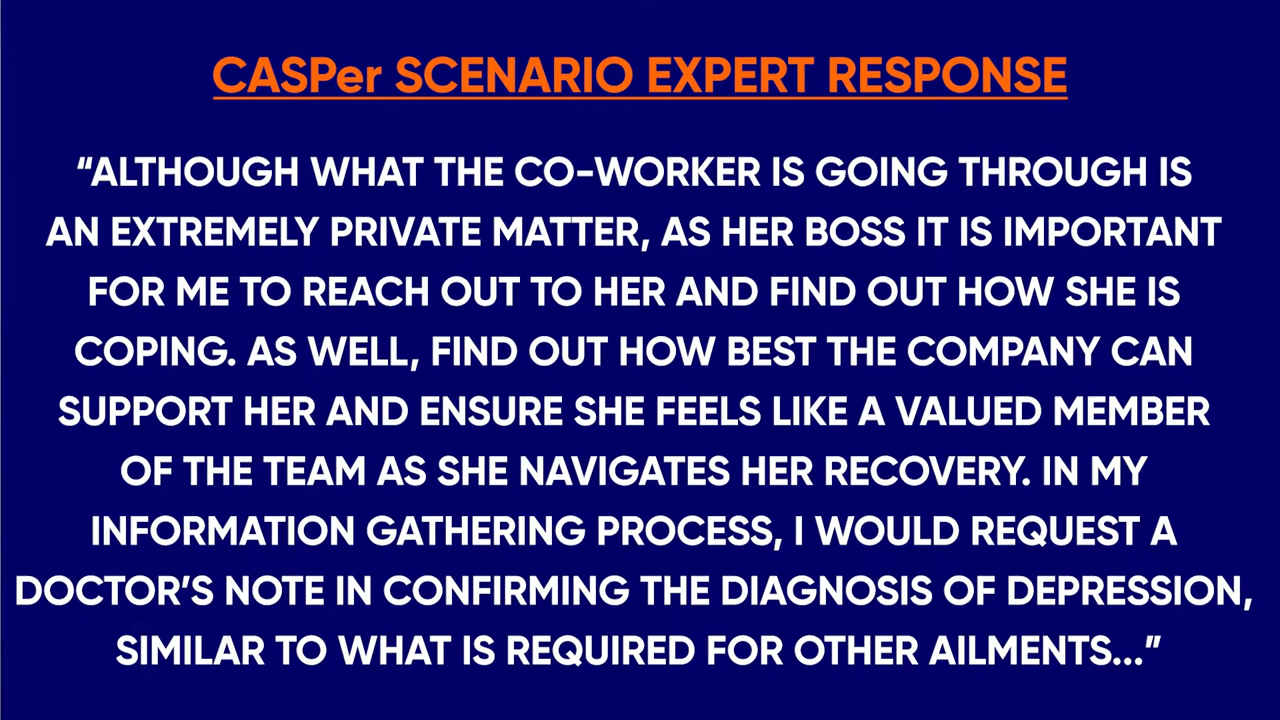 CASPer SCENARIO EXPERT RESPONSE
“ALTHOUGH WHAT THE CO-WORKER IS GOING THROUGH IS
AN EXTREMELY PRIVATE MATTER, AS HER BOSS IT IS IMPORTANT
FOR ME TO REACH OUT TO HER AND FIND OUT HOW SHE IS
COPING. AS WELL, FIND OUT HOW BEST THE COMPANY CAN
SUPPORT HER AND ENSURE SHE FEELS LIKE A VALUED MEMBER
OF THE TEAM AS SHE NAVIGATES HER RECOVERY. IN MY
INFORMATION GATHERING PROCESS, I WOULD REQUEST A
DOCTOR’S NOTE IN CONFIRMING THE DIAGNOSIS OF DEPRESSION,
SIMILAR TO WHAT IS REQUIRED FOR OTHER AILMENTS...”